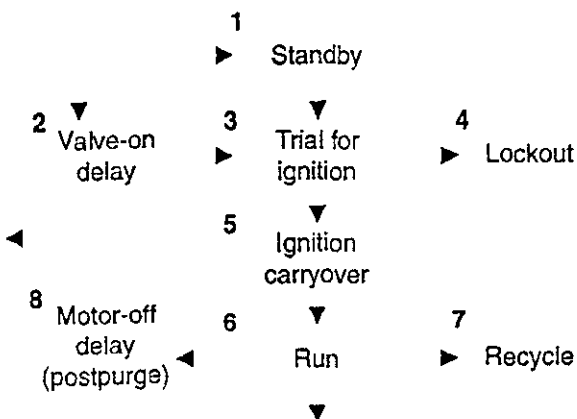 1
Standby
2
Valve-on
delay
3
Trial for
ignition
4
Lockout
5
Ignition
carryover
8
Motor-off
delay
(postpurge)
6
Run
7
Recycle